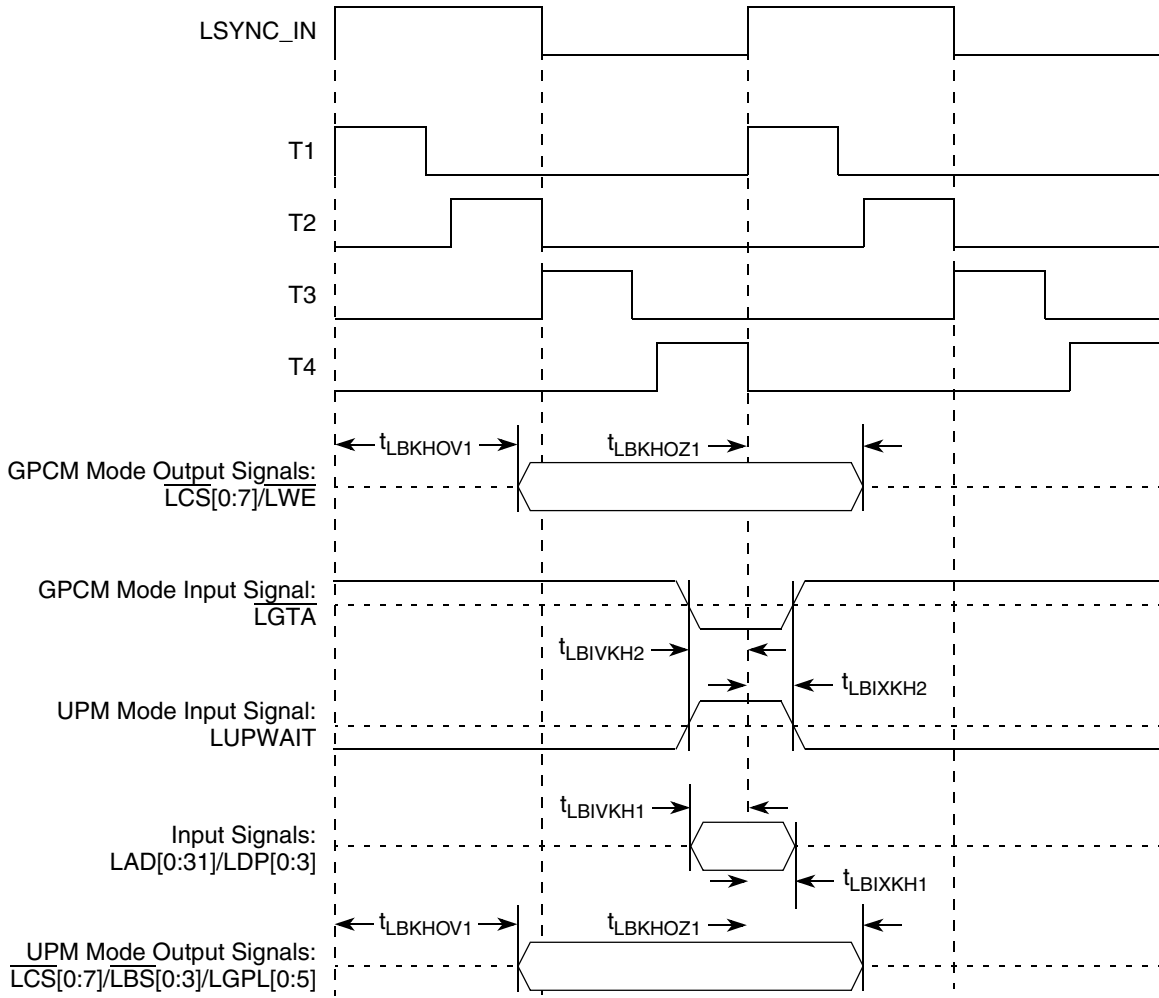 LSYNC_IN
T1
T2
T3
T4
tLBKHOV1
tLBKHOZ1
GPCM Mode Output Signals:
LCS[0:7]/LWE
GPCM Mode Input Signal:
LGTA
tLBIVKH2
tLBIXKH2
UPM Mode Input Signal:
LUPWAIT
tLBIVKH1
Input Signals:
LAD[0:31]/LDP[0:3]
tLBIXKH1
tLBKHOV1
tLBKHOZ1
UPM Mode Output Signals:
LCS[0:7]/LBS[0:3]/LGPL[0:5]